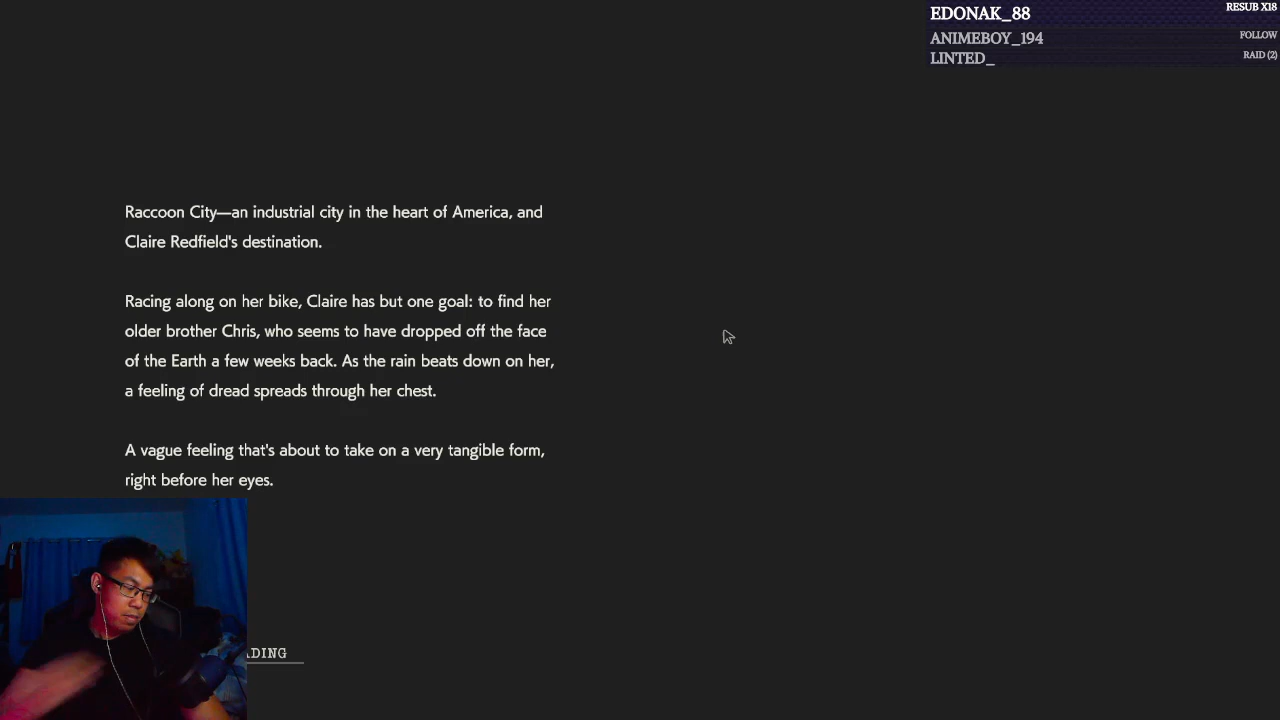 EDONAK_88
RESUB X18
ANIMEBOY_194
FOLLOW
LINTED_
RAID (2)
Raccoon City—an industrial city in the heart of America, and
Claire Redfield's destination.
Racing along on her bike, Claire has but one goal: to find her
older brother Chris, who seems to have dropped off the face
of the Earth a few weeks back. As the rain beats down on her,
a feeling of dread spreads through her chest.
A vague feeling that's about to take on a very tangible form,
right before her eyes.
ADING